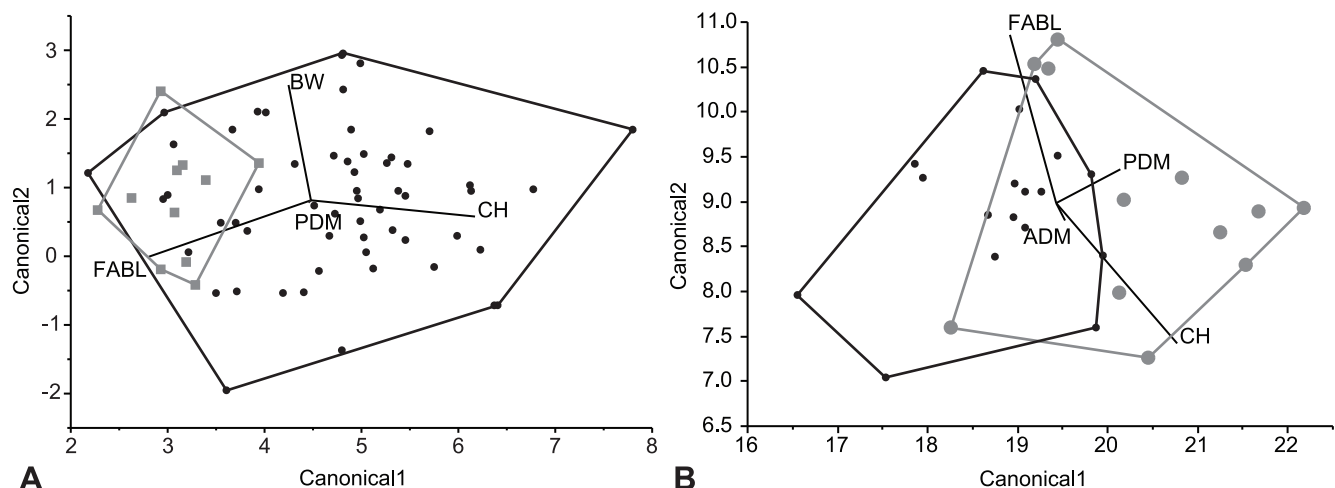 3
2
1
0
-1
-2
Canonical2
BW
PDM
CH
FABL
2 3 4 5 6 7 8
Canonical1
A
11.0
10.5
10.0
9.5
9.0
8.5
8.0
7.5
7.0
6.5
Canonical2
FABL
PDM
ADM
CH
16 17 18 19 20 21 22
Canonical1
B